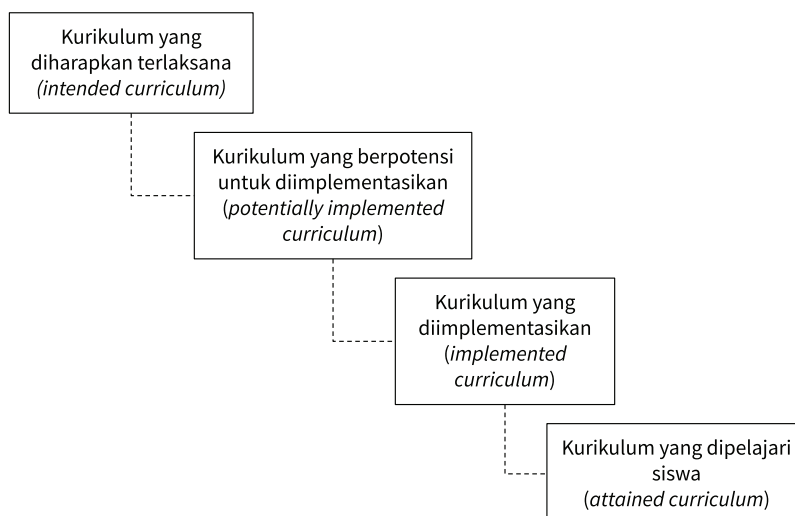 Kurikulum yang
diharapkan terlaksana
(intended curriculum)
Kurikulum yang berpotensi
untuk diimplementasikan
(potentially implemented
curriculum)
Kurikulum yang
diimplementasikan
(implemented
curriculum)
Kurikulum yang dipelajari
siswa
(attained curriculum)